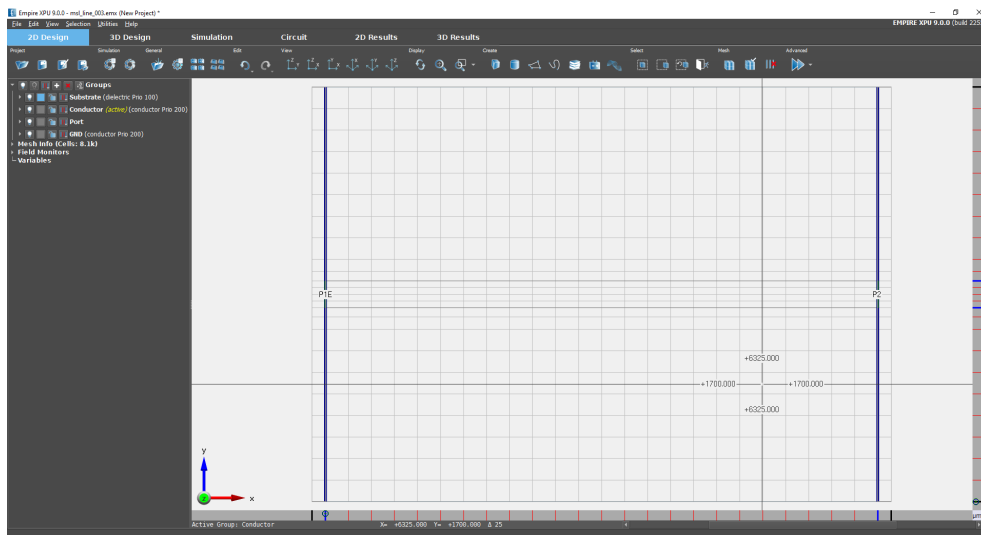 Empire XPU 9.0.0 - msl_line_003.emx (New Project) *
File Edit View Selection Utilities Help
EMPIRE XPU 9.0.0 (build 225
2D Design 3D Design Simulation Circuit 2D Results 3D Results
Project Simulation General Edit View Display Create Select Mesh Advanced
Groups
Substrate (dielectric Prio 100)
Conductor (active) (conductor Prio 200)
Port
GND (conductor Prio 200)
Mesh Info (Cells: 8.1k)
Field Monitors
Variables
P1E P2
+6325.000
+1700.000 +1700.000
+6325.000
y
z
x
µm
Active Group: Conductor X= +6325.000 Y= +1700.000 Δ 25